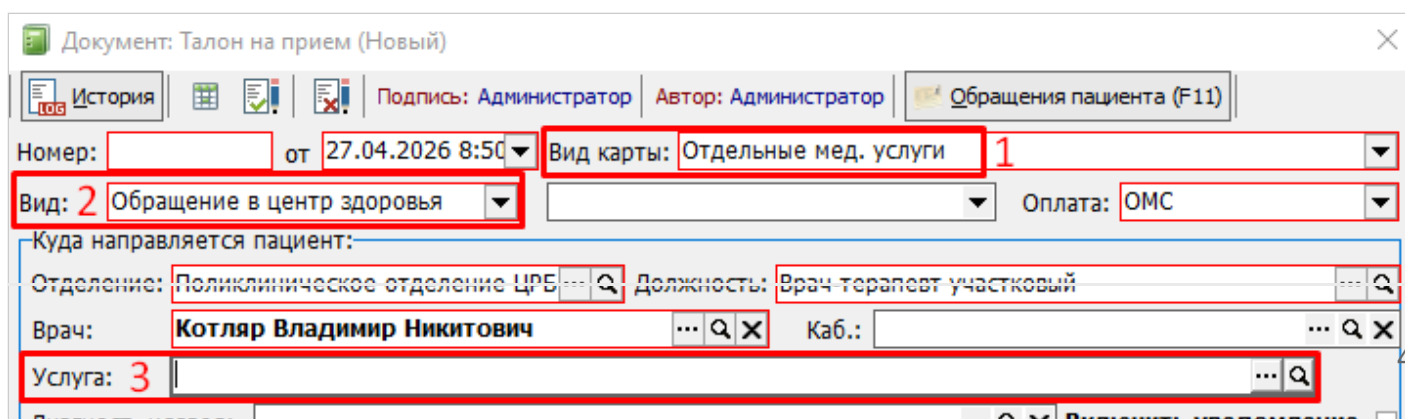 Документ: Талон на прием (Новый)
История Подпись: Администратор Автор: Администратор Обращения пациента (F11)
Номер: от 27.04.2026 8:50 Вид карты: Отдельные мед. услуги 1
Вид: 2 Обращение в центр здоровья Оплата: ОМС
Куда направляется пациент:
Отделение: Поликлиническое отделение ЦРБ ... Должность: Врач терапевт участковый ...
Врач: Котляр Владимир Никитович ... Каб.: ...
Услуга: 3 ...